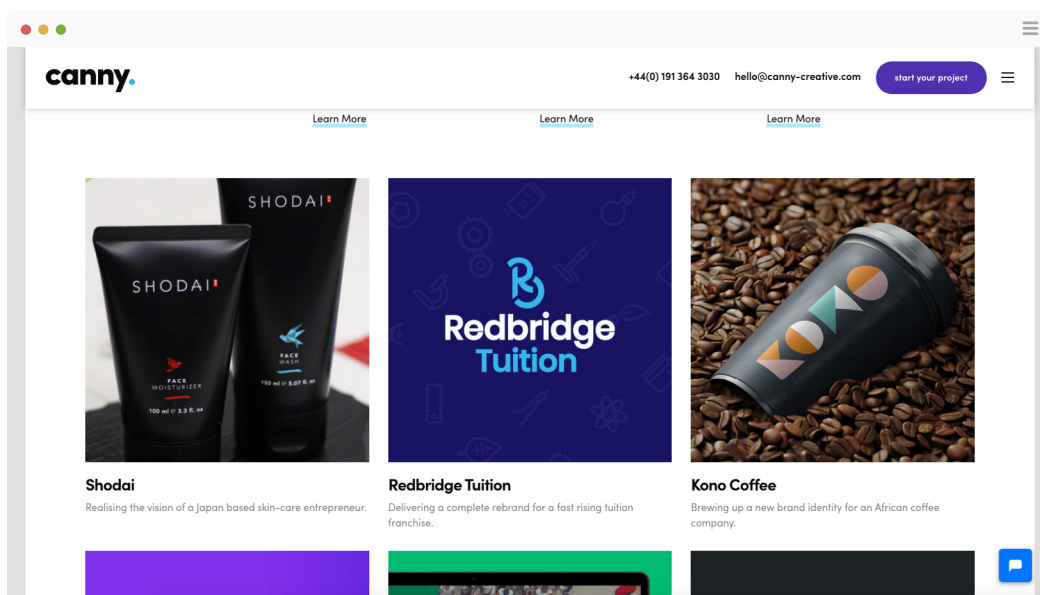 canny.
+44(0) 191 364 3030 hello@canny-creative.com start your project
Learn More Learn More Learn More
SHODAI
SHODAI
FACE
WASH
150 ml e 5.07 fl. oz
FACE
MOISTURIZER
100 ml e 3.3 fl. oz
Redbridge
Tuition
KONO
Shodai
Realising the vision of a Japan based skin-care entrepreneur.
Redbridge Tuition
Delivering a complete rebrand for a fast rising tuition
franchise.
Kono Coffee
Brewing up a new brand identity for an African coffee
company.